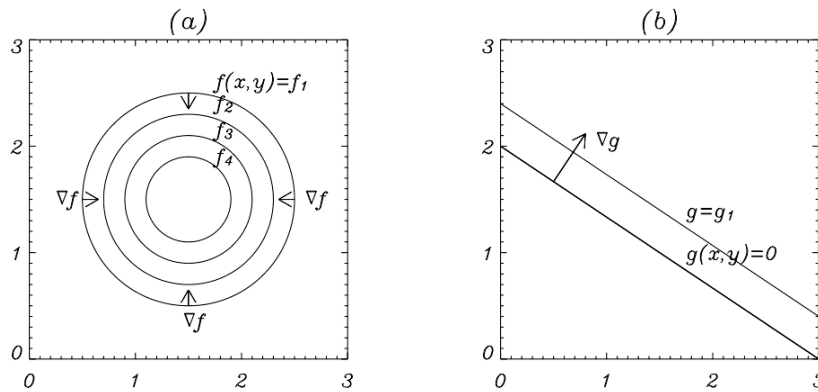 (a)
3
2
1
0
0 1 2 3
f(x,y)=f₁
f₂
f₃
f₄
∇f
∇f
∇f
(b)
3
2
1
0
0 1 2 3
∇g
g=g₁
g(x,y)=0